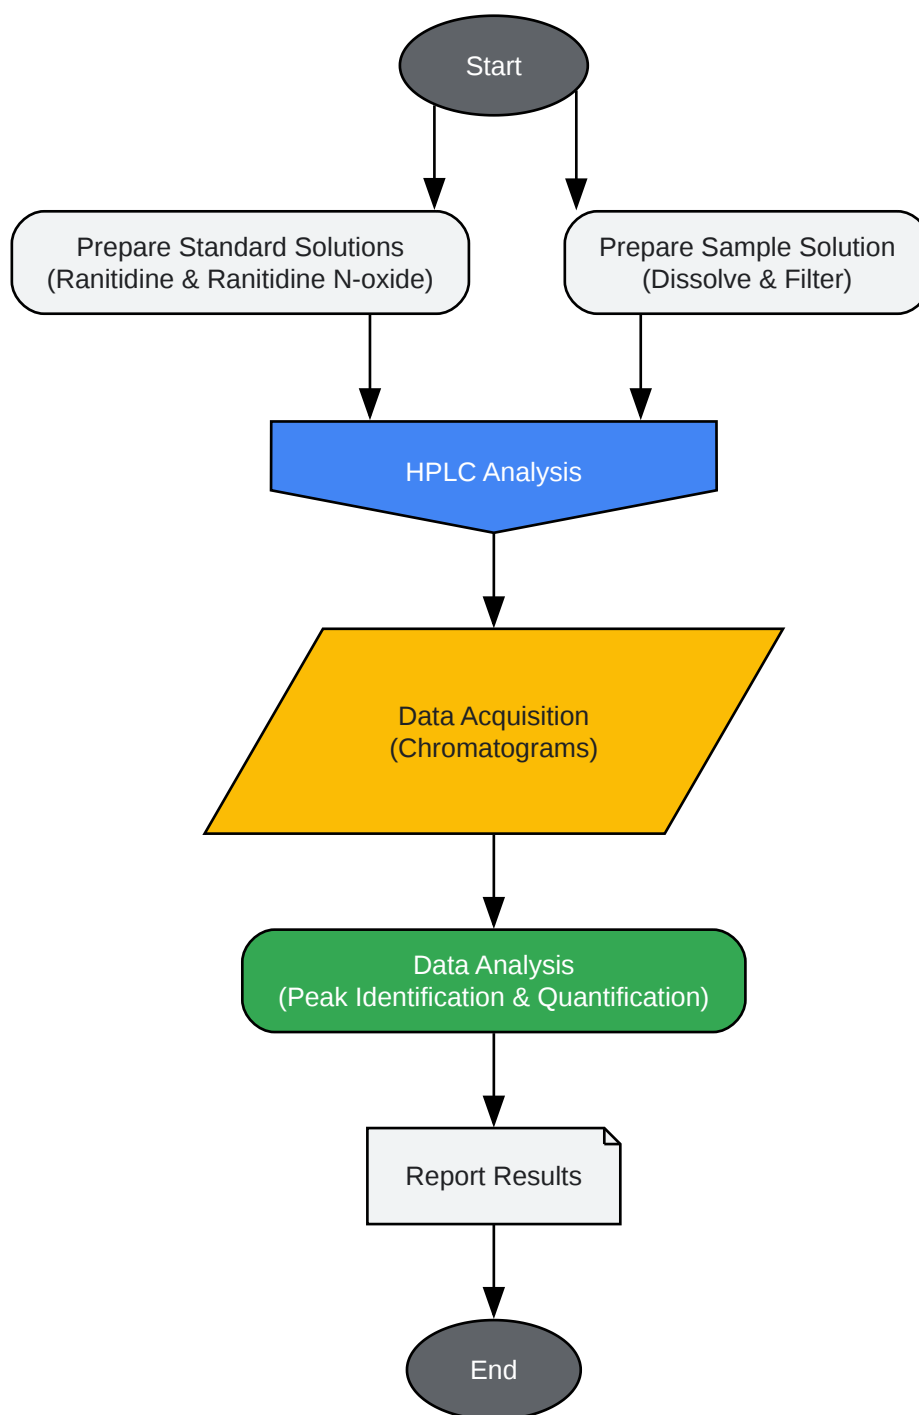 Start
Prepare Standard Solutions
(Ranitidine & Ranitidine N-oxide)
Prepare Sample Solution
(Dissolve & Filter)
HPLC Analysis
Data Acquisition
(Chromatograms)
Data Analysis
(Peak Identification & Quantification)
Report Results
End